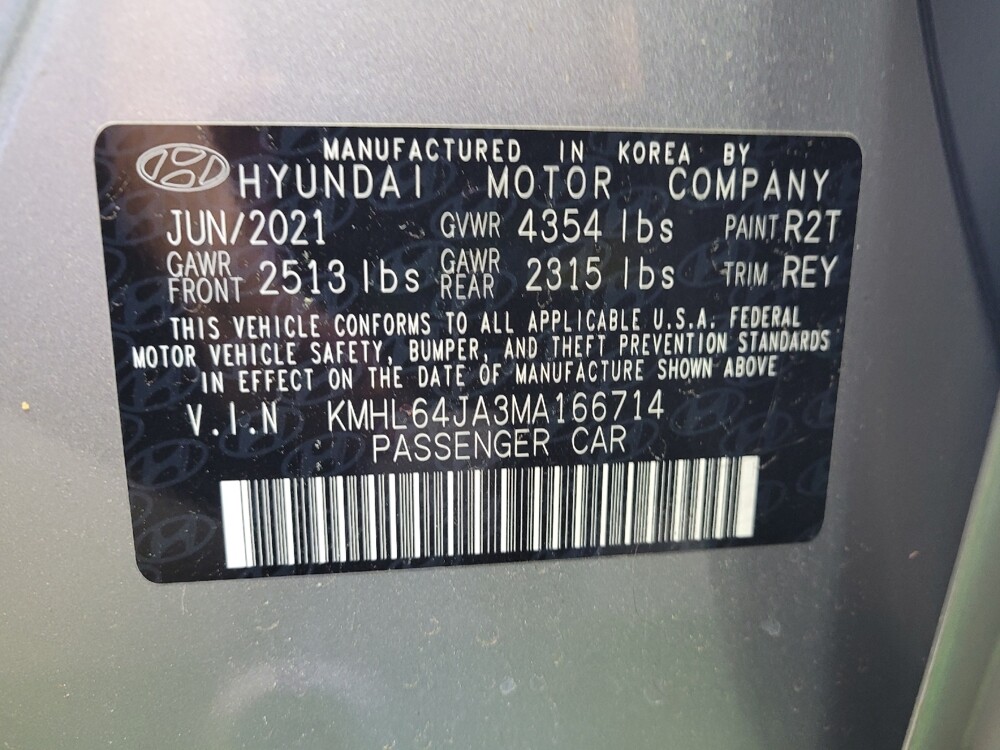 MANUFACTURED IN KOREA BY
HYUNDAI MOTOR COMPANY
JUN/2021 GVWR 4354 lbs PAINT R2T
GAWR FRONT 2513 lbs GAWR REAR 2315 lbs TRIM REY
THIS VEHICLE CONFORMS TO ALL APPLICABLE U.S.A. FEDERAL
MOTOR VEHICLE SAFETY, BUMPER, AND THEFT PREVENTION STANDARDS
IN EFFECT ON THE DATE OF MANUFACTURE SHOWN ABOVE
V.I.N KMHL64JA3MA166714
PASSENGER CAR